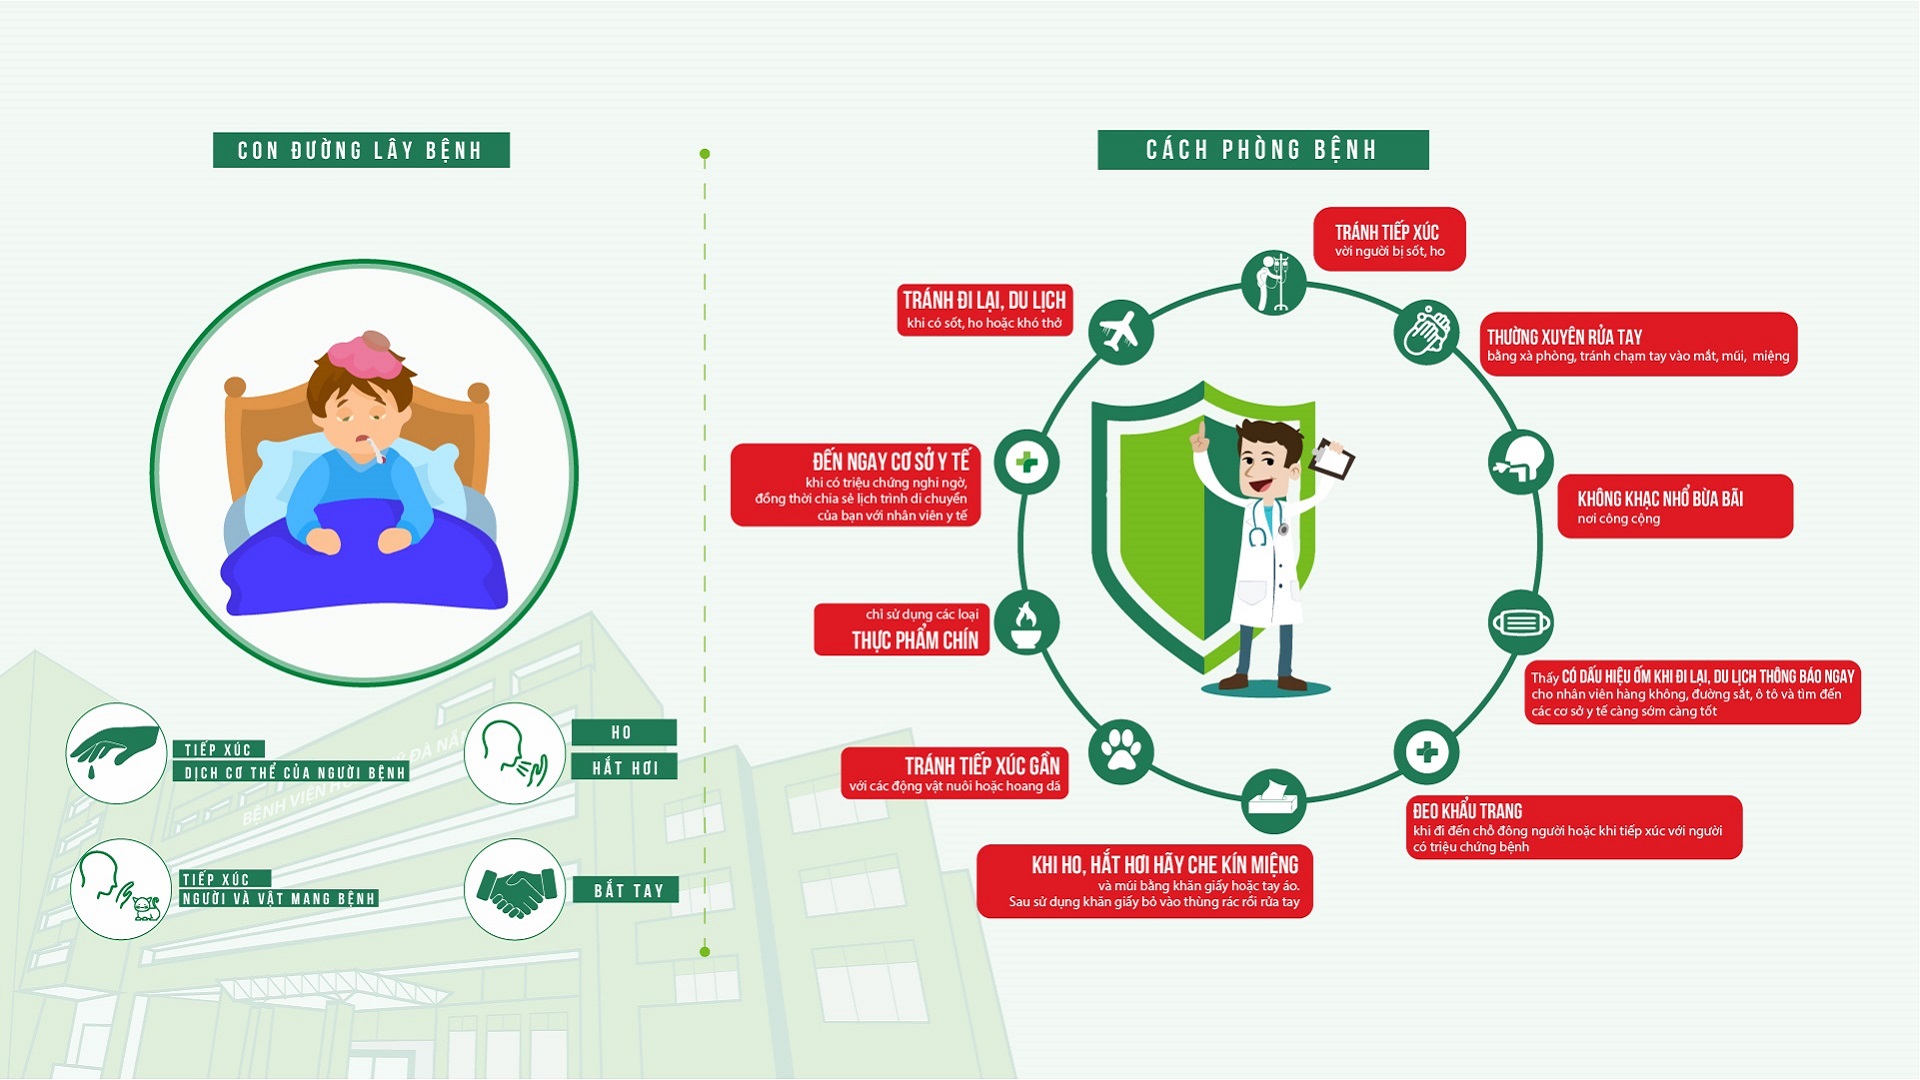 CON ĐƯỜNG LÂY BỆNH
TIẾP XÚC
DỊCH CƠ THỂ CỦA NGƯỜI BỆNH
HO
HẮT HƠI
TIẾP XÚC
NGƯỜI VÀ VẬT MANG BỆNH
BẮT TAY
CÁCH PHÒNG BỆNH
TRÁNH TIẾP XÚC
vời người bị sốt, ho
THƯỜNG XUYÊN RỬA TAY
bằng xà phòng, tránh chạm tay vào mắt, mũi, miệng
KHÔNG KHẠC NHỔ BỪA BÃI
nơi công cộng
Thấy CÓ DẤU HIỆU ỐM KHI ĐI LẠI, DU LỊCH THÔNG BÁO NGAY
cho nhân viên hàng không, đường sắt, ô tô và tìm đến
các cơ sở y tế càng sớm càng tốt
ĐEO KHẨU TRANG
khi đi đến chỗ đông người hoặc khi tiếp xúc với người
có triệu chứng bệnh
KHI HO, HẮT HƠI HÃY CHE KÍN MIỆNG
và mũi bằng khăn giấy hoặc tay áo.
Sau sử dụng khăn giấy bỏ vào thùng rác rồi rửa tay
TRÁNH TIẾP XÚC GẦN
với các động vật nuôi hoặc hoang dã
chỉ sử dụng các loại
THỰC PHẨM CHÍN
ĐẾN NGAY CƠ SỞ Y TẾ
khi có triệu chứng nghi ngờ,
đồng thời chia sẻ lịch trình di chuyển
của bạn với nhân viên y tế
TRÁNH ĐI LẠI, DU LỊCH
khi có sốt, ho hoặc khó thở
BỆNH VIỆN
ĐÀ